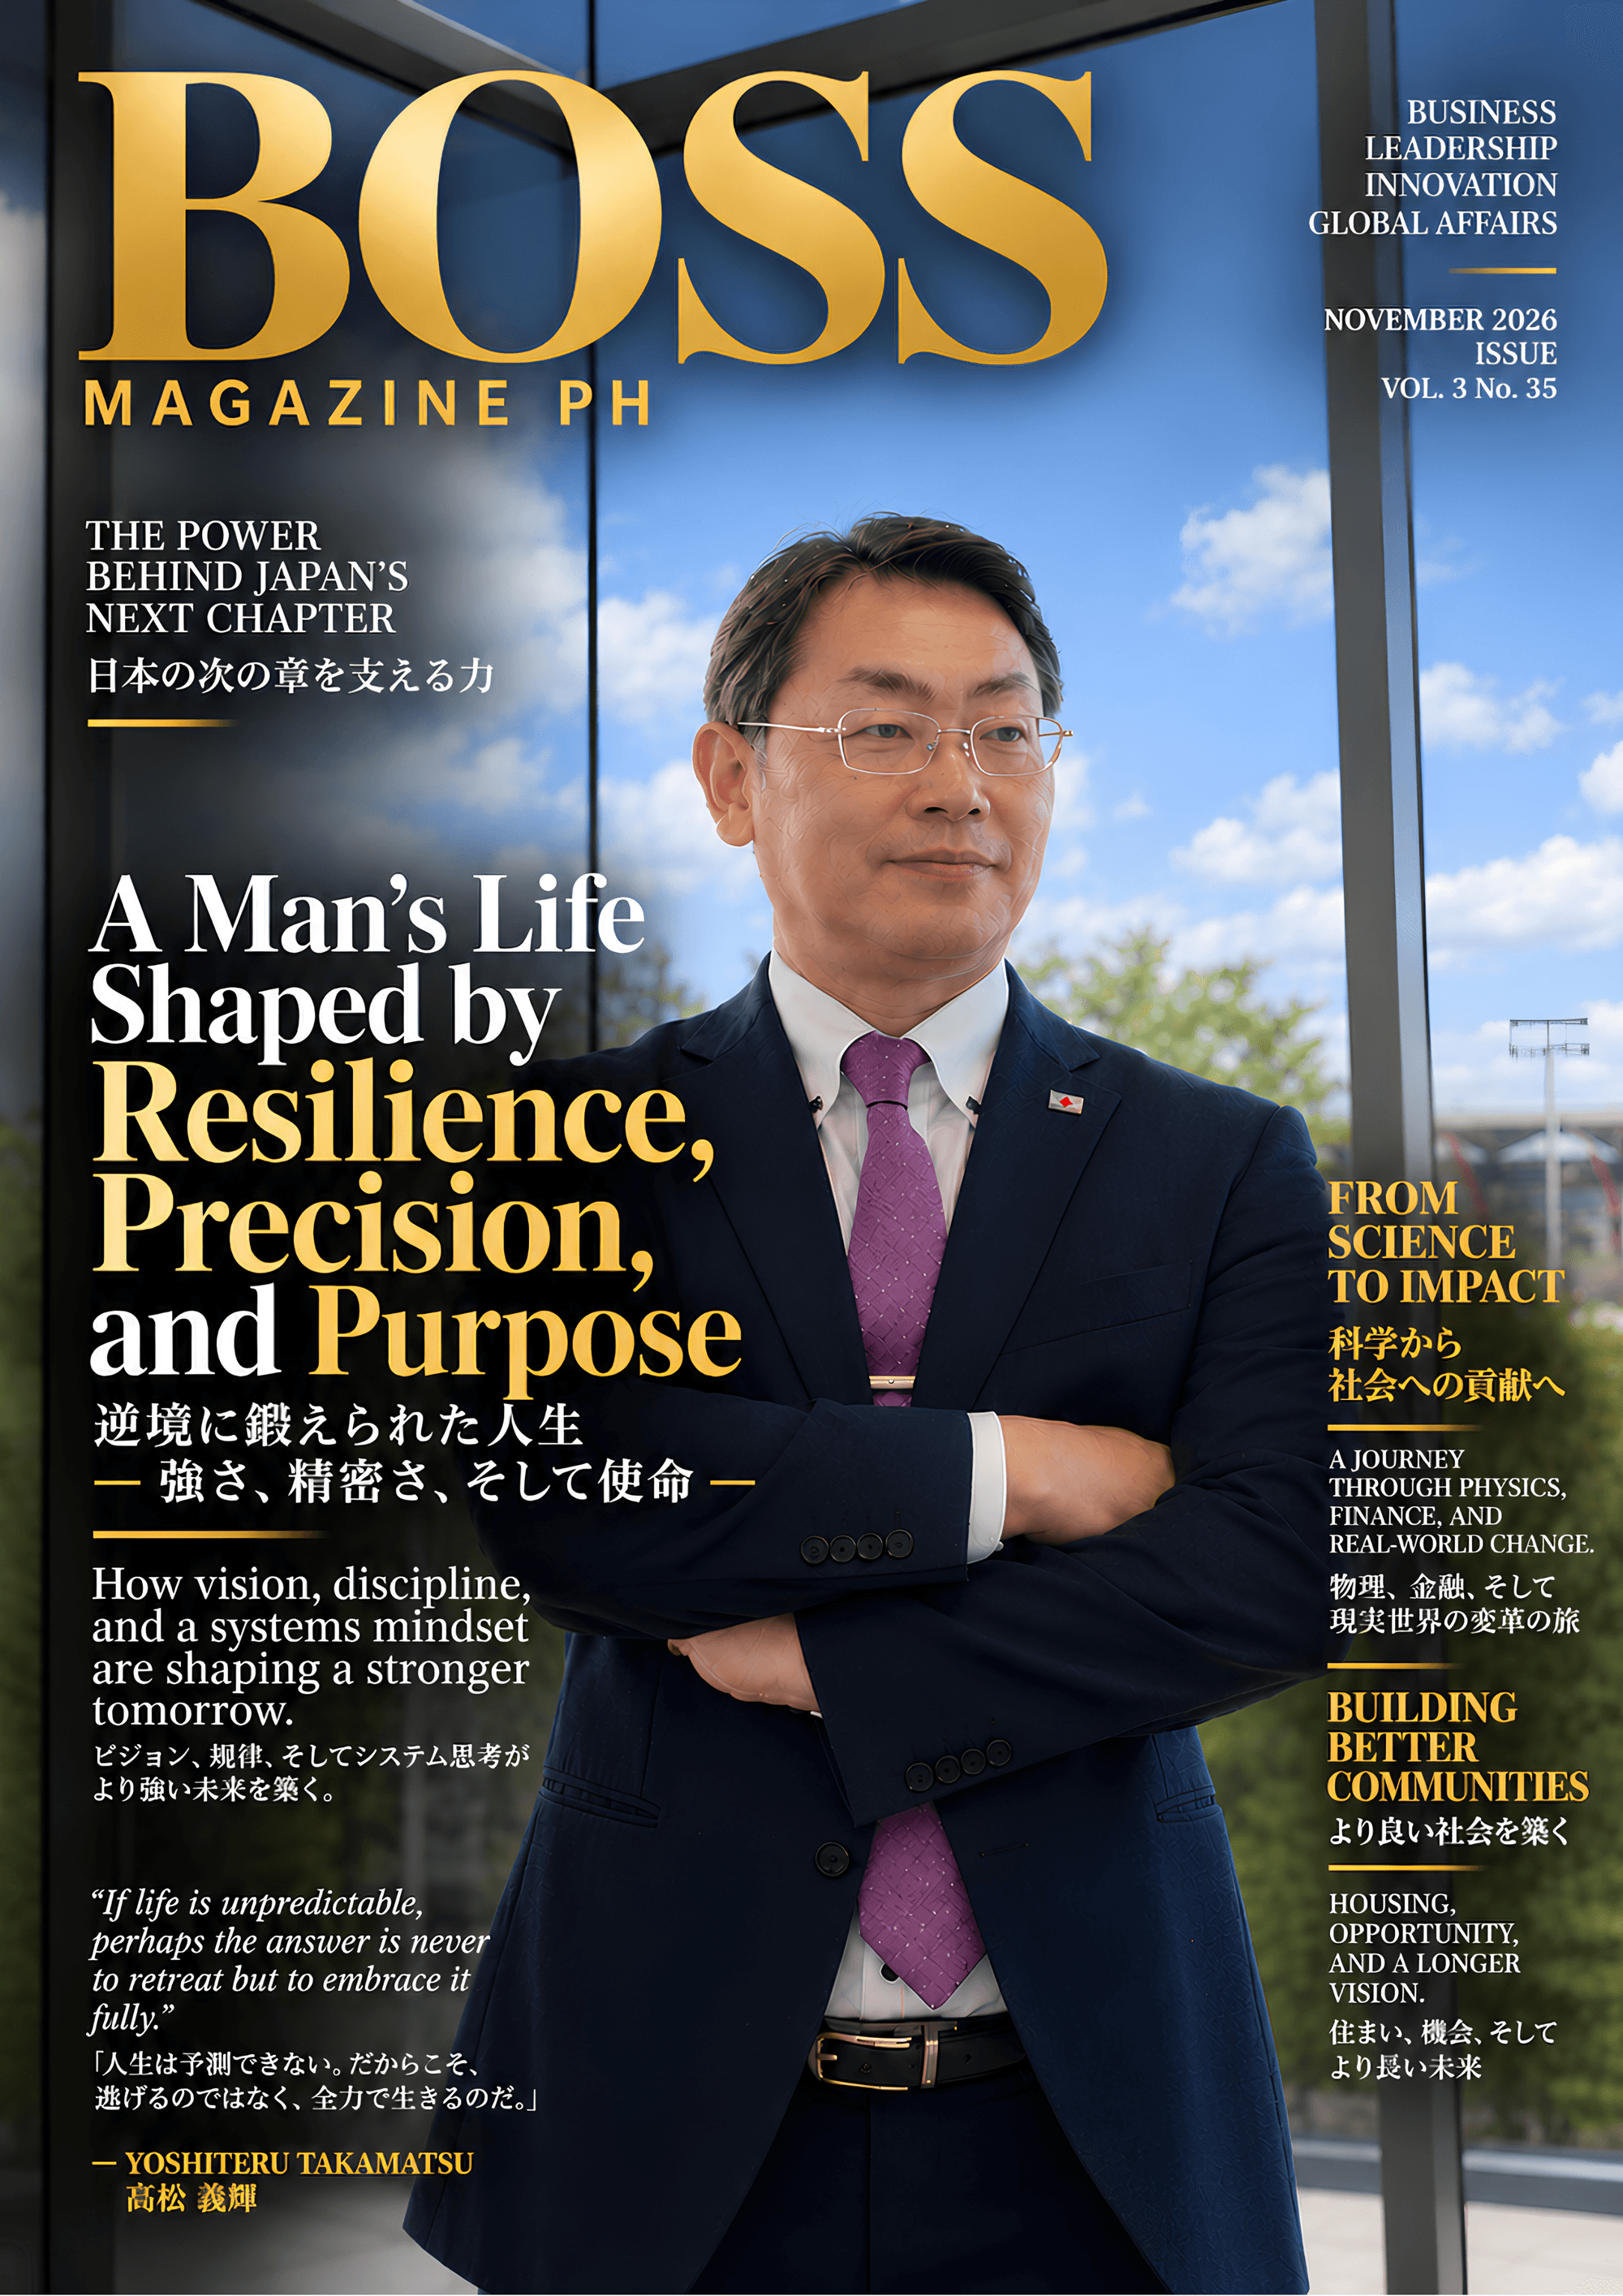 BOSS
MAGAZINE PH
BUSINESS
LEADERSHIP
INNOVATION
GLOBAL AFFAIRS
NOVEMBER 2026
ISSUE
VOL. 3 No. 35
THE POWER
BEHIND JAPAN'S
NEXT CHAPTER
日本の次の章を支える力
A Man's Life
Shaped by
Resilience,
Precision,
and Purpose
逆境に鍛えられた人生
— 強さ、精密さ、そして使命 —
How vision, discipline,
and a systems mindset
are shaping a stronger
tomorrow.
ビジョン、規律、そしてシステム思考が
より強い未来を築く。
“If life is unpredictable,
perhaps the answer is never
to retreat but to embrace it
fully.”
「人生は予測できない。だからこそ、
逃げるのではなく、全力で生きるのだ。」
— YOSHITERU TAKAMATSU
髙松 義輝
FROM
SCIENCE
TO IMPACT
科学から
社会への貢献へ
A JOURNEY
THROUGH PHYSICS,
FINANCE, AND
REAL-WORLD CHANGE.
物理、金融、そして
現実世界の変革の旅
BUILDING
BETTER
COMMUNITIES
より良い社会を築く
HOUSING,
OPPORTUNITY,
AND A LONGER
VISION.
住まい、機会、そして
より長い未来